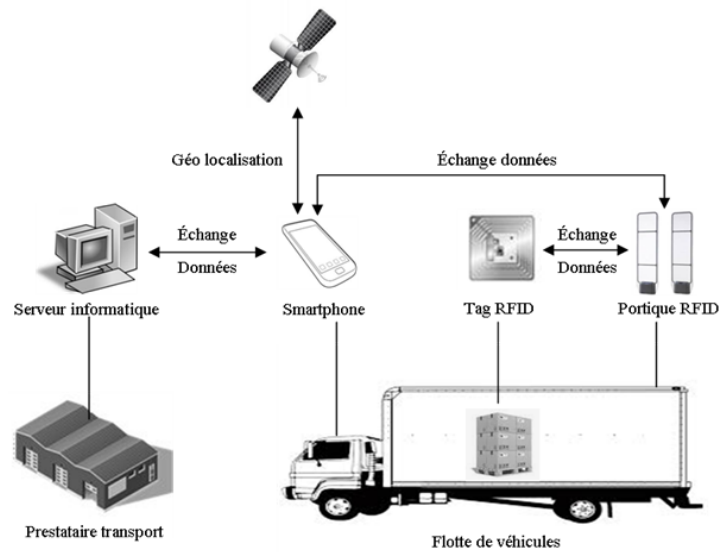 Géo localisation
Échange données
Échange
Données
Échange
Données
Serveur informatique
Smartphone
Tag RFID
Portique RFID
Prestataire transport
Flotte de véhicules